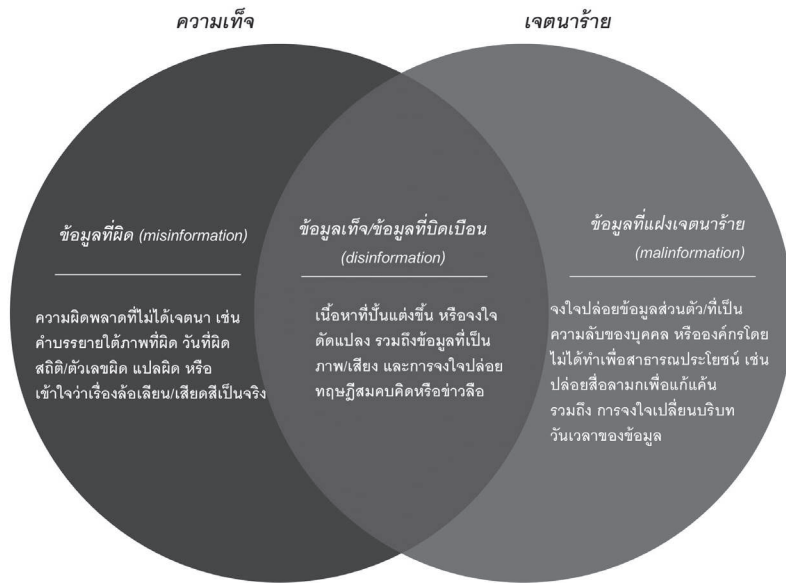 ความเท็จ
เจตนาร้าย
ข้อมูลที่ผิด (misinformation)
ความผิดพลาดที่ไม่ได้เจตนา เช่น
คำบรรยายใต้ภาพที่ผิด วันที่ผิด
สถิติ/ตัวเลขผิด แปลผิด หรือ
เข้าใจว่าเรื่องล้อเลียน/เสียดสีเป็นจริง
ข้อมูลเท็จ/ข้อมูลที่บิดเบือน
(disinformation)
เนื้อหาที่ปั้นแต่งขึ้น หรือจงใจ
ดัดแปลง รวมถึงข้อมูลที่เป็น
ภาพ/เสียง และการจงใจปล่อย
ทฤษฎีสมคบคิดหรือข่าวลือ
ข้อมูลที่แฝงเจตนาร้าย
(malinformation)
จงใจปล่อยข้อมูลส่วนตัว/ที่เป็น
ความลับของบุคคล หรือองค์กรโดย
ไม่ได้ทำเพื่อสาธารณประโยชน์ เช่น
ปล่อยสื่อลามกเพื่อแก้แค้น
รวมถึง การจงใจเปลี่ยนบริบท
วันเวลาของข้อมูล